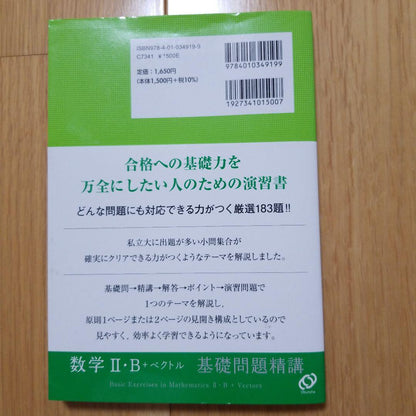 ISBN978-4-01-034919-9
C7341 ¥1500E
定価：1,650円
（本体1,500円＋税10%）
9784010349199
1927341015007
合格への基礎力を
万全にしたい人のための演習書
どんな問題にも対応できる力がつく厳選183題!!
私立大に出題が多い小問集合が
確実にクリアできる力がつくようなテーマを解説しました。
基礎問→精講→解答→ポイント→演習問題で
1つのテーマを解説し，
原則1ページまたは2ページの見開き構成としているので
見やすく，効率よく学習できるようになっています．
数学Ⅱ・B＋ベクトル 基礎問題精講
Basic Exercises in Mathematics Ⅱ・B + Vectors
Obunsha